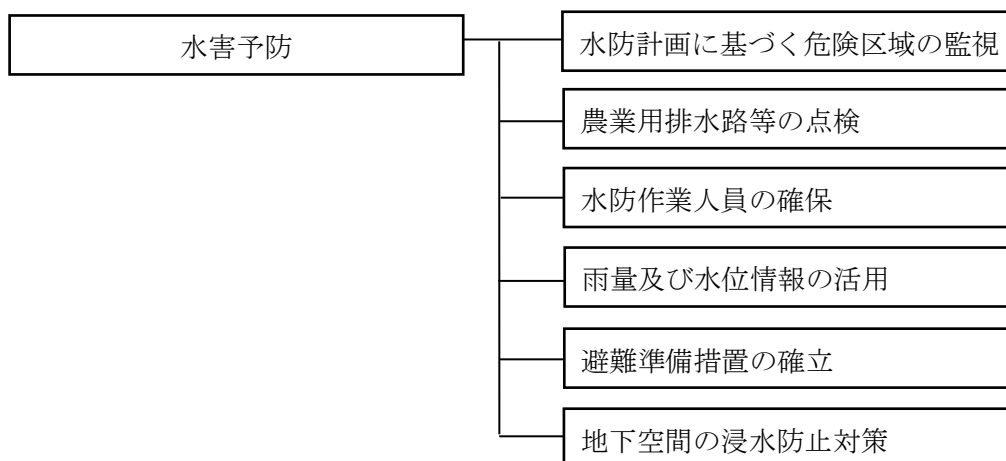 水害予防
水防計画に基づく危険区域の監視
農業用排水路等の点検
水防作業人員の確保
雨量及び水位情報の活用
避難準備措置の確立
地下空間の浸水防止対策